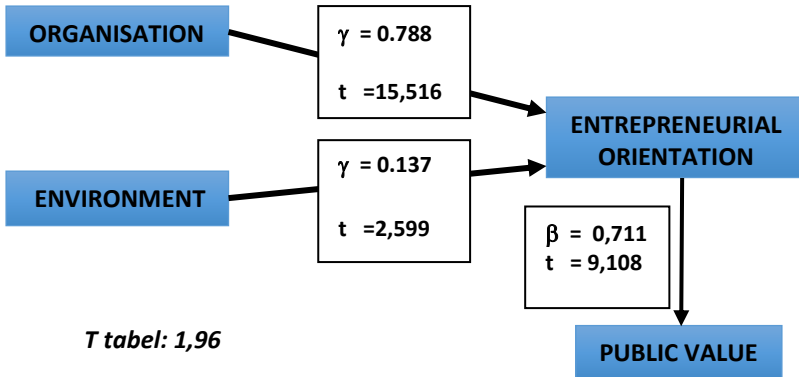 ORGANISATION
γ = 0.788
t =15,516
ENTREPRENEURIAL
ORIENTATION
ENVIRONMENT
γ = 0.137
t =2,599
β = 0,711
t = 9,108
T tabel: 1,96
PUBLIC VALUE